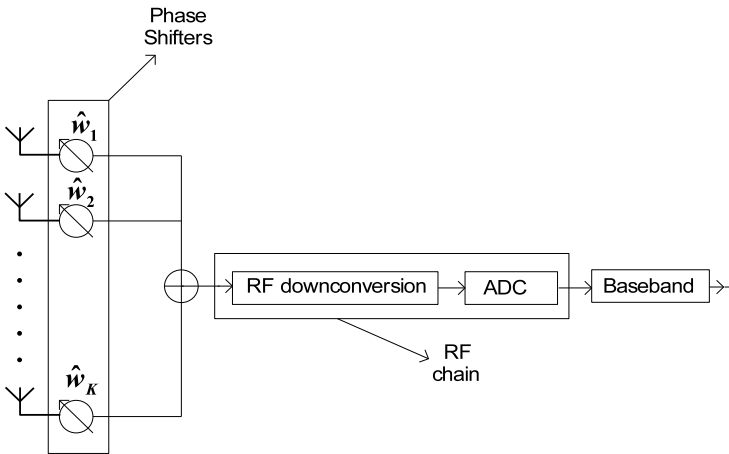 Phase
Shifters
ŵ1
ŵ2
RF downconversion
ADC
Baseband
RF
chain
ŵK